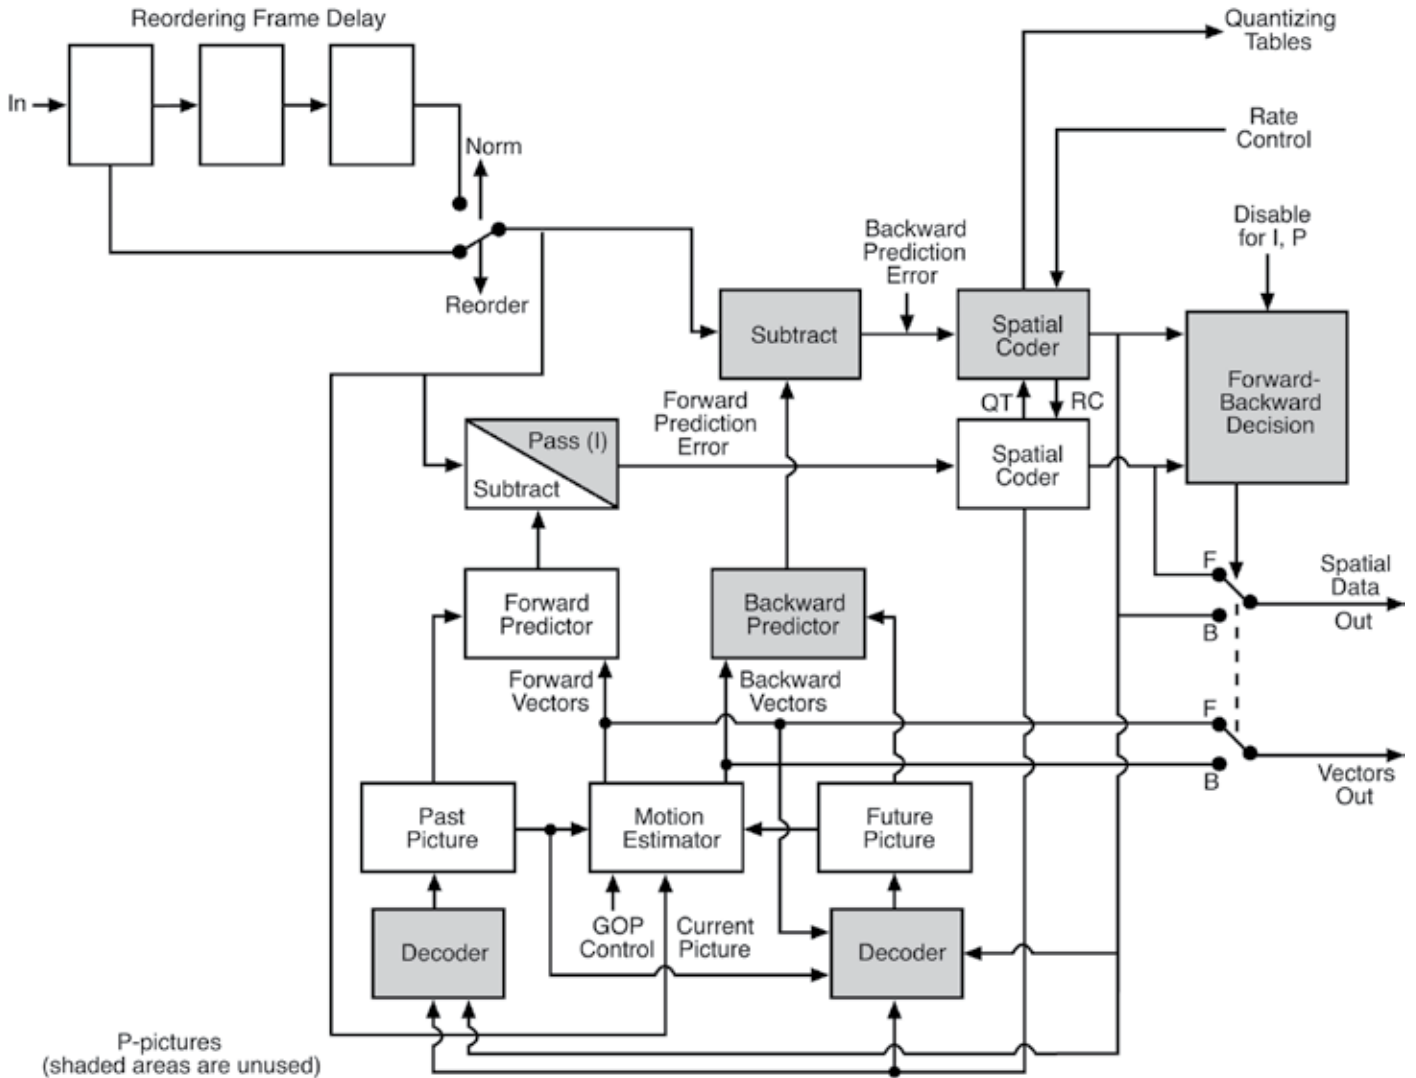 Reordering Frame Delay
In
Norm
Reorder
Quantizing
Tables
Rate
Control
Disable
for I, P
Backward
Prediction
Error
Subtract
Spatial
Coder
Forward-
Backward
Decision
QT
RC
Forward
Prediction
Error
Pass (I)
Subtract
Spatial
Coder
F
B
Spatial
Data
Out
Forward
Predictor
Backward
Predictor
Forward
Vectors
Backward
Vectors
F
B
Vectors
Out
Past
Picture
Motion
Estimator
Future
Picture
GOP
Control
Current
Picture
Decoder
Decoder
P-pictures
(shaded areas are unused)